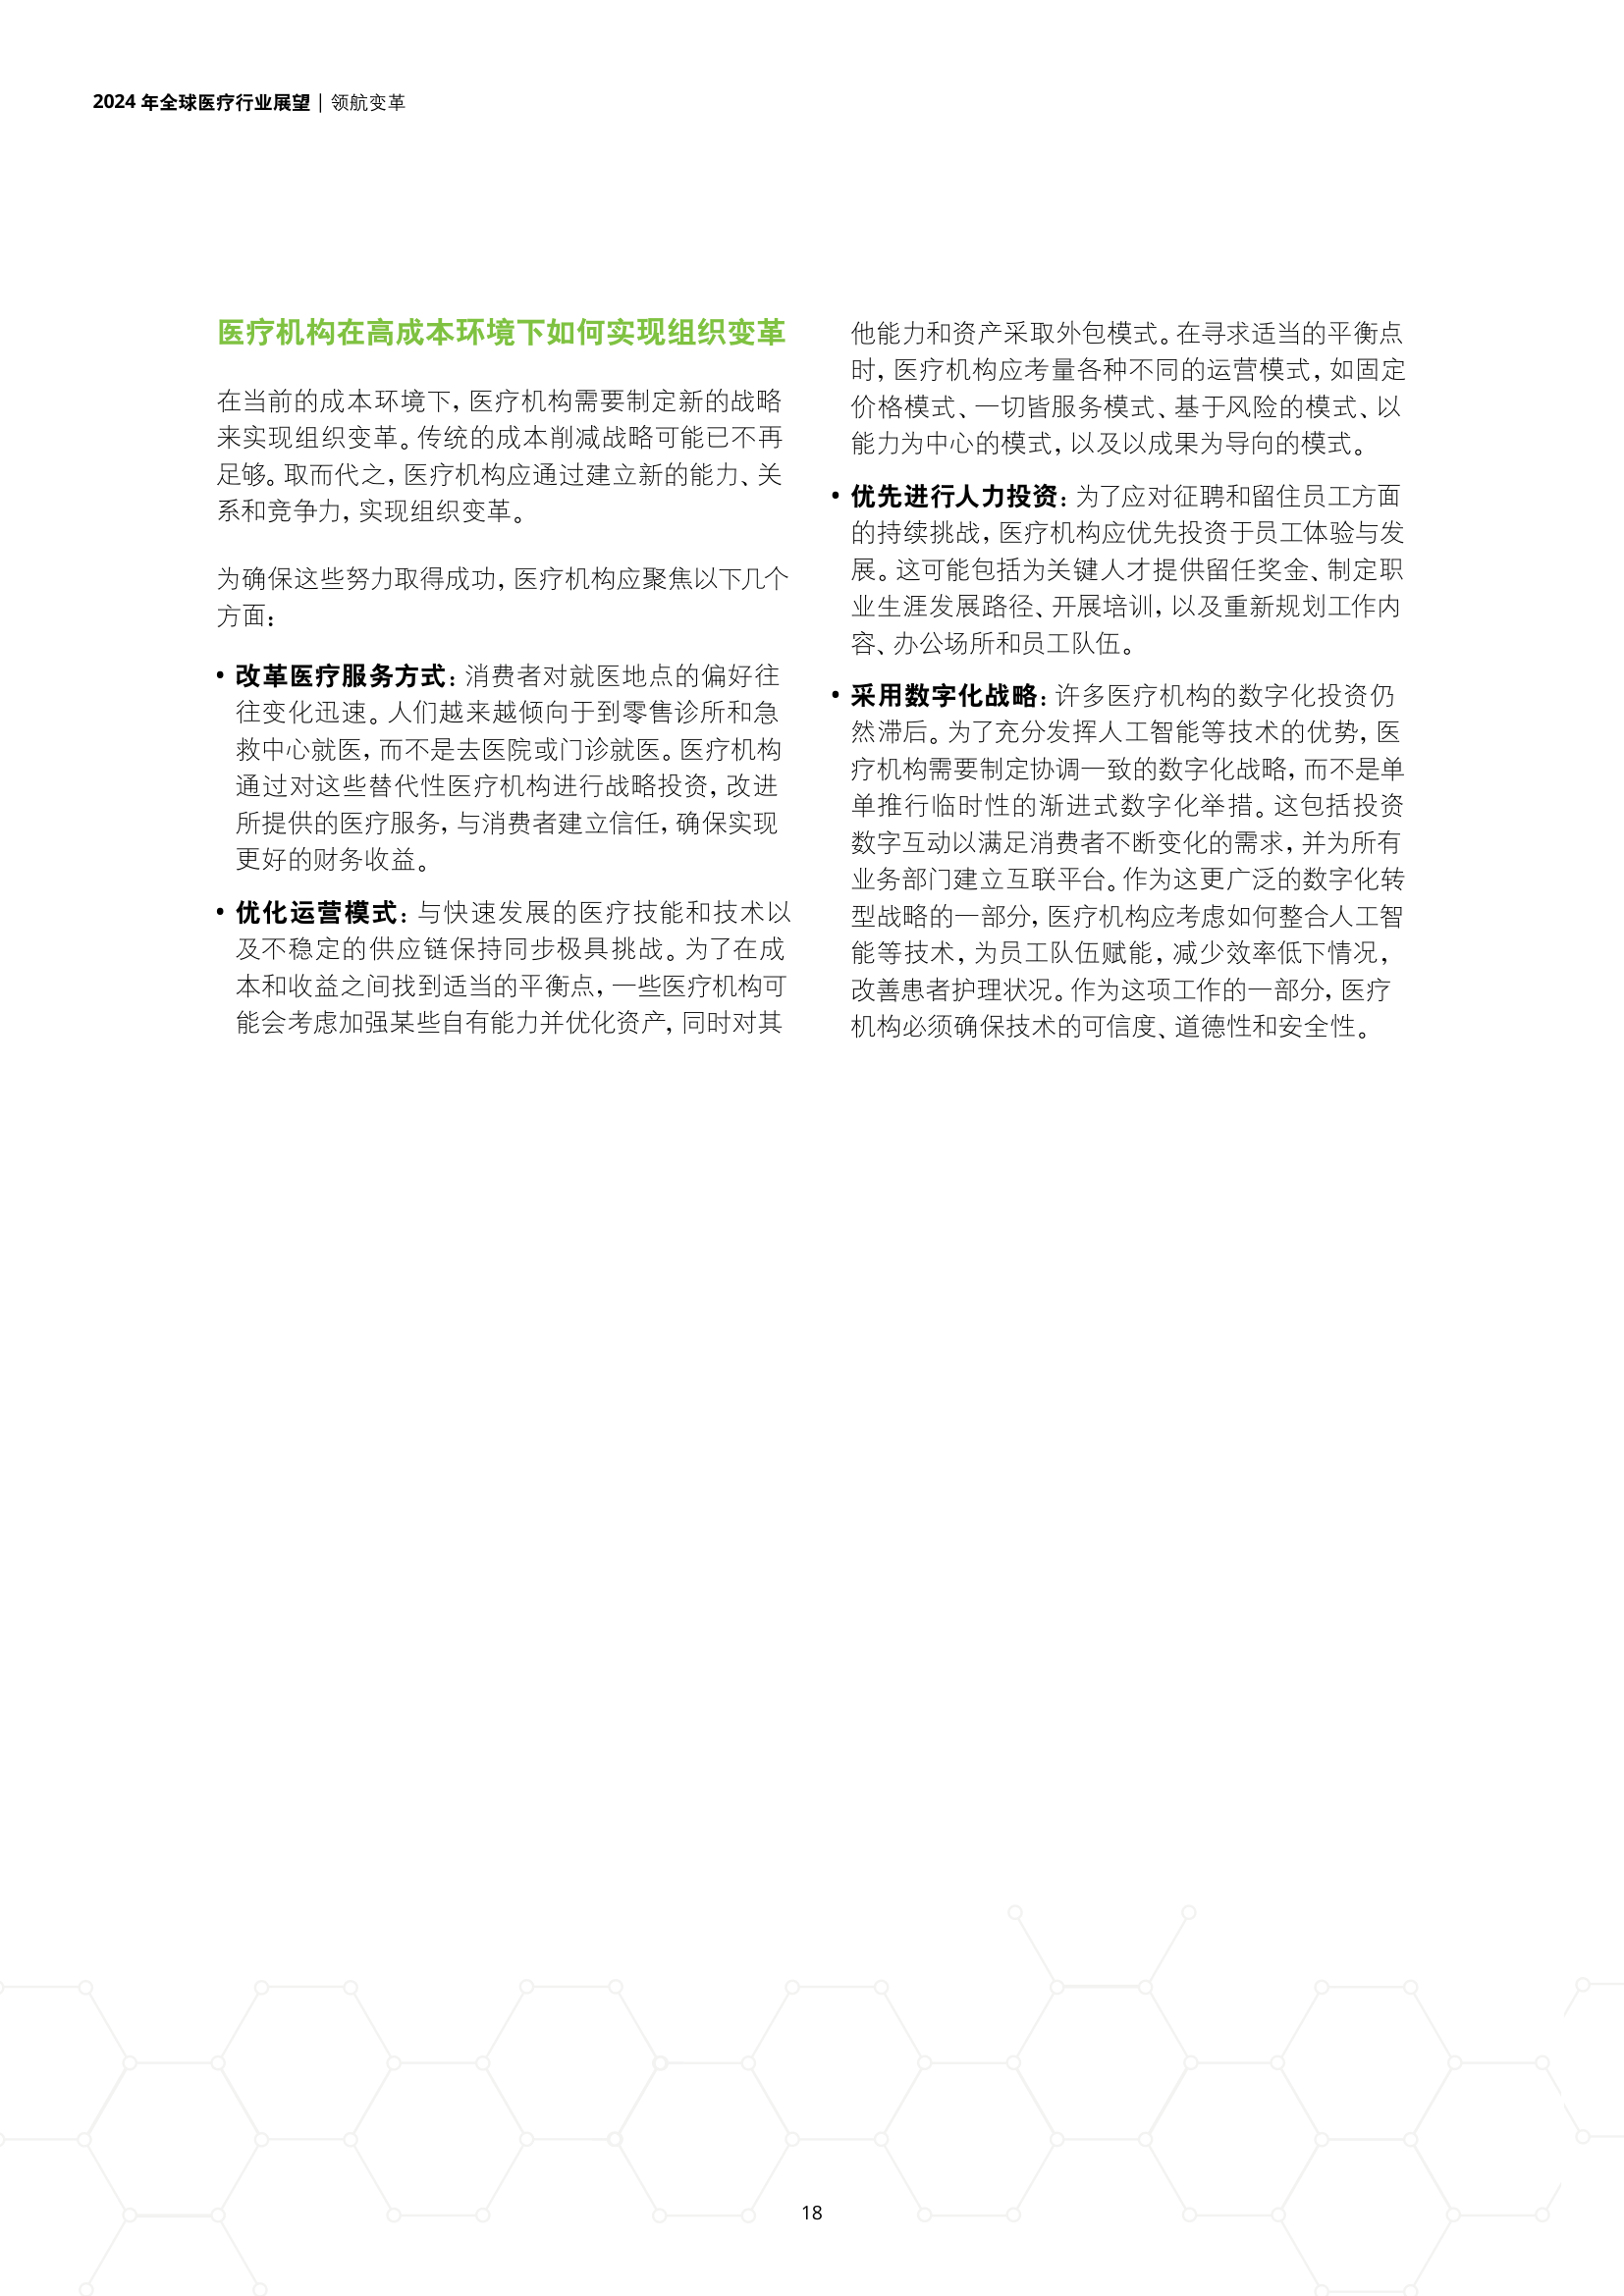 2024 年全球医疗行业展望 | 领航变革
医疗机构在高成本环境下如何实现组织变革
在当前的成本环境下，医疗机构需要制定新的战略
来实现组织变革。传统的成本削减战略可能已不再
足够。取而代之，医疗机构应通过建立新的能力、关
系和竞争力，实现组织变革。
为确保这些努力取得成功，医疗机构应聚焦以下几个
方面：
• 改革医疗服务方式：消费者对就医地点的偏好往
往变化迅速。人们越来越倾向于到零售诊所和急
救中心就医，而不是去医院或门诊就医。医疗机构
通过对这些替代性医疗机构进行战略投资，改进
所提供的医疗服务，与消费者建立信任，确保实现
更好的财务收益。
• 优化运营模式：与快速发展的医疗技能和技术以
及不稳定的供应链保持同步极具挑战。为了在成
本和收益之间找到适当的平衡点，一些医疗机构可
能会考虑加强某些自有能力并优化资产，同时对其
他能力和资产采取外包模式。在寻求适当的平衡点
时，医疗机构应考量各种不同的运营模式，如固定
价格模式、一切皆服务模式、基于风险的模式、以
能力为中心的模式，以及以成果为导向的模式。
• 优先进行人力投资：为了应对征聘和留住员工方面
的持续挑战，医疗机构应优先投资于员工体验与发
展。这可能包括为关键人才提供留任奖金、制定职
业生涯发展路径、开展培训，以及重新规划工作内
容、办公场所和员工队伍。
• 采用数字化战略：许多医疗机构的数字化投资仍
然滞后。为了充分发挥人工智能等技术的优势，医
疗机构需要制定协调一致的数字化战略，而不是单
单推行临时性的渐进式数字化举措。这包括投资
数字互动以满足消费者不断变化的需求，并为所有
业务部门建立互联平台。作为这更广泛的数字化转
型战略的一部分，医疗机构应考虑如何整合人工智
能等技术，为员工队伍赋能，减少效率低下情况，
改善患者护理状况。作为这项工作的一部分，医疗
机构必须确保技术的可信度、道德性和安全性。
18